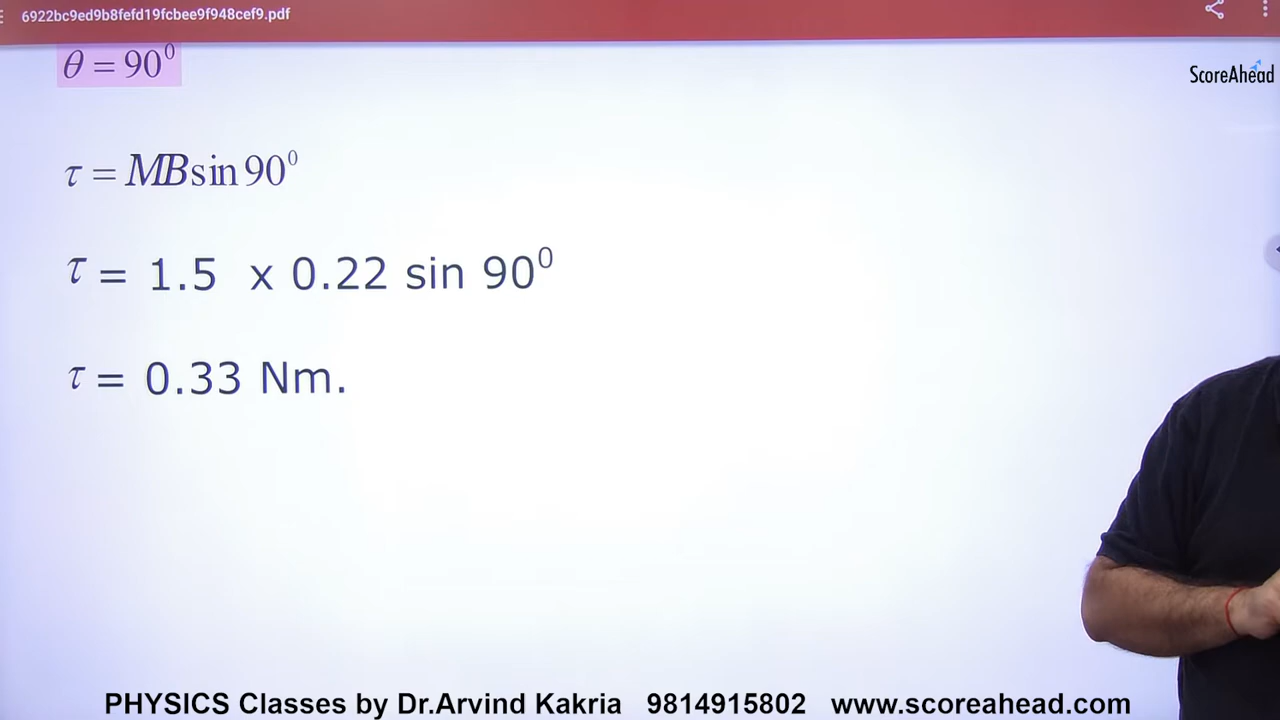 6922bc9ed9b8fefd19fcbee9f948cef9.pdf
θ = 90⁰
ScoreAhead
τ = MB sin 90⁰
τ = 1.5 x 0.22 sin 90⁰
τ = 0.33 Nm.
PHYSICS Classes by Dr.Arvind Kakria 9814915802 www.scoreahead.com